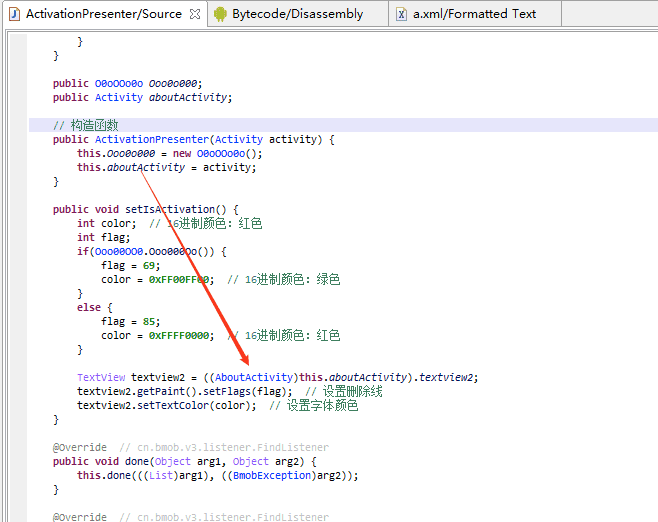 ActivationPresenter/Source
Bytecode/Disassembly
a.xml/Formatted Text
}
}
public O0oOOo0o Ooo0o000;
public Activity aboutActivity;
// 构造函数
public ActivationPresenter(Activity activity) {
this.Ooo0o000 = new O0oOOo0o();
this.aboutActivity = activity;
}
public void setIsActivation() {
int color;  // 16进制颜色: 红色
int flag;
if(Ooo00OO0.Ooo000Oo()) {
flag = 69;
color = 0xFF00FF00;  // 16进制颜色: 绿色
}
else {
flag = 85;
color = 0xFFFF0000;  // 16进制颜色: 红色
}
TextView textview2 = ((AboutActivity)this.aboutActivity).textview2;
textview2.getPaint().setFlags(flag);  // 设置删除线
textview2.setTextColor(color);  // 设置字体颜色
}
@Override  // cn.bmob.v3.listener.FindListener
public void done(Object arg1, Object arg2) {
this.done(((List)arg1), ((BmobException)arg2));
}
@Override  // cn.bmob.v3.listener.FindListener